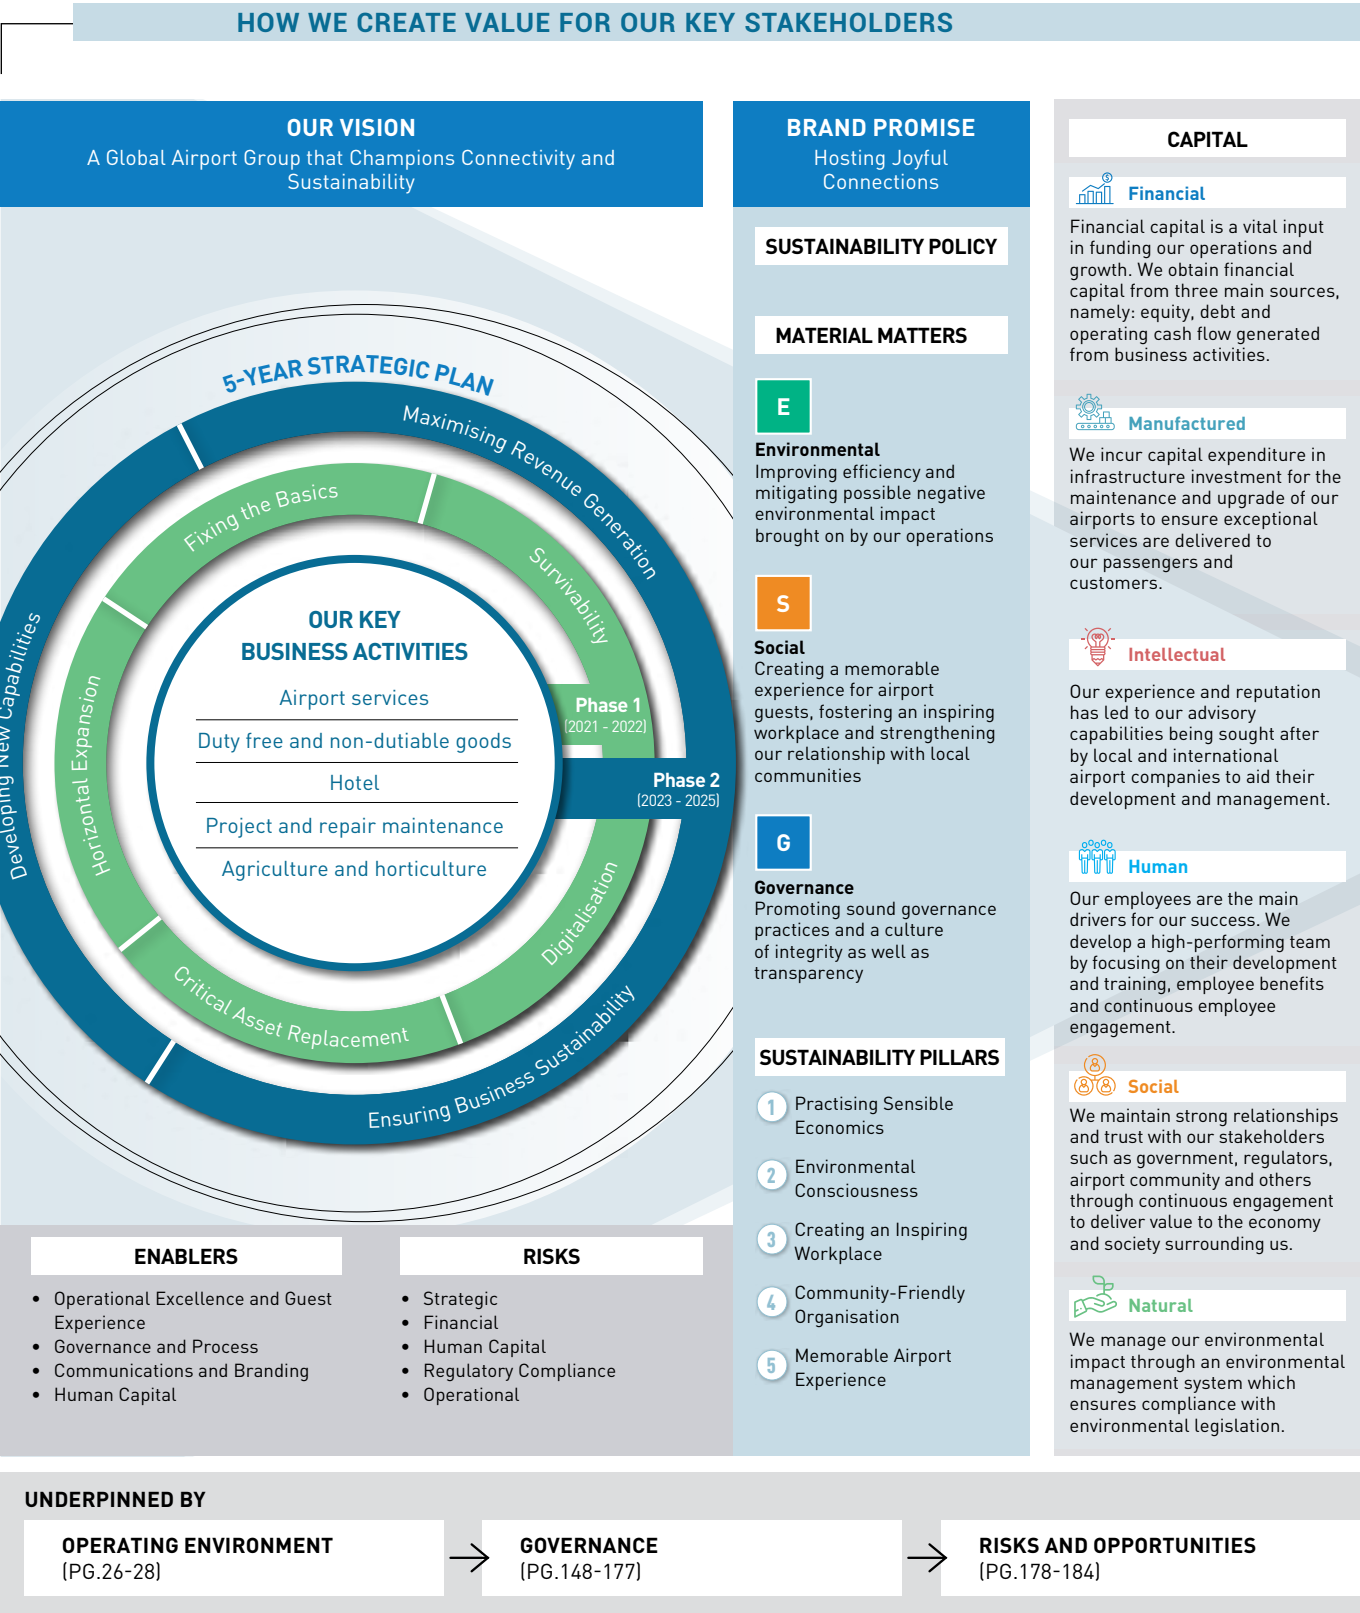 HOW WE CREATE VALUE FOR OUR KEY STAKEHOLDERS
OUR VISION
A Global Airport Group that Champions Connectivity and
Sustainability
5-YEAR STRATEGIC PLAN
Maximising Revenue Generation
Developing New Capabilities
Ensuring Business Sustainability
Fixing the Basics
Survivability
Horizontal Expansion
Digitalisation
Critical Asset Replacement
OUR KEY
BUSINESS ACTIVITIES
Airport services
Duty free and non-dutiable goods
Hotel
Project and repair maintenance
Agriculture and horticulture
Phase 1
(2021 - 2022)
Phase 2
(2023 - 2025)
ENABLERS
• Operational Excellence and Guest
Experience
• Governance and Process
• Communications and Branding
• Human Capital
RISKS
• Strategic
• Financial
• Human Capital
• Regulatory Compliance
• Operational
BRAND PROMISE
Hosting Joyful
Connections
SUSTAINABILITY POLICY
MATERIAL MATTERS
E
Environmental
Improving efficiency and
mitigating possible negative
environmental impact
brought on by our operations
S
Social
Creating a memorable
experience for airport
guests, fostering an inspiring
workplace and strengthening
our relationship with local
communities
G
Governance
Promoting sound governance
practices and a culture
of integrity as well as
transparency
SUSTAINABILITY PILLARS
1 Practising Sensible
Economics
2 Environmental
Consciousness
3 Creating an Inspiring
Workplace
4 Community-Friendly
Organisation
5 Memorable Airport
Experience
CAPITAL
$
Financial
Financial capital is a vital input
in funding our operations and
growth. We obtain financial
capital from three main sources,
namely: equity, debt and
operating cash flow generated
from business activities.
Manufactured
We incur capital expenditure in
infrastructure investment for the
maintenance and upgrade of our
airports to ensure exceptional
services are delivered to
our passengers and
customers.
Intellectual
Our experience and reputation
has led to our advisory
capabilities being sought after
by local and international
airport companies to aid their
development and management.
Human
Our employees are the main
drivers for our success. We
develop a high-performing team
by focusing on their development
and training, employee benefits
and continuous employee
engagement.
Social
We maintain strong relationships
and trust with our stakeholders
such as government, regulators,
airport community and others
through continuous engagement
to deliver value to the economy
and society surrounding us.
Natural
We manage our environmental
impact through an environmental
management system which
ensures compliance with
environmental legislation.
UNDERPINNED BY
OPERATING ENVIRONMENT
(PG.26-28)
GOVERNANCE
(PG.148-177)
RISKS AND OPPORTUNITIES
(PG.178-184)